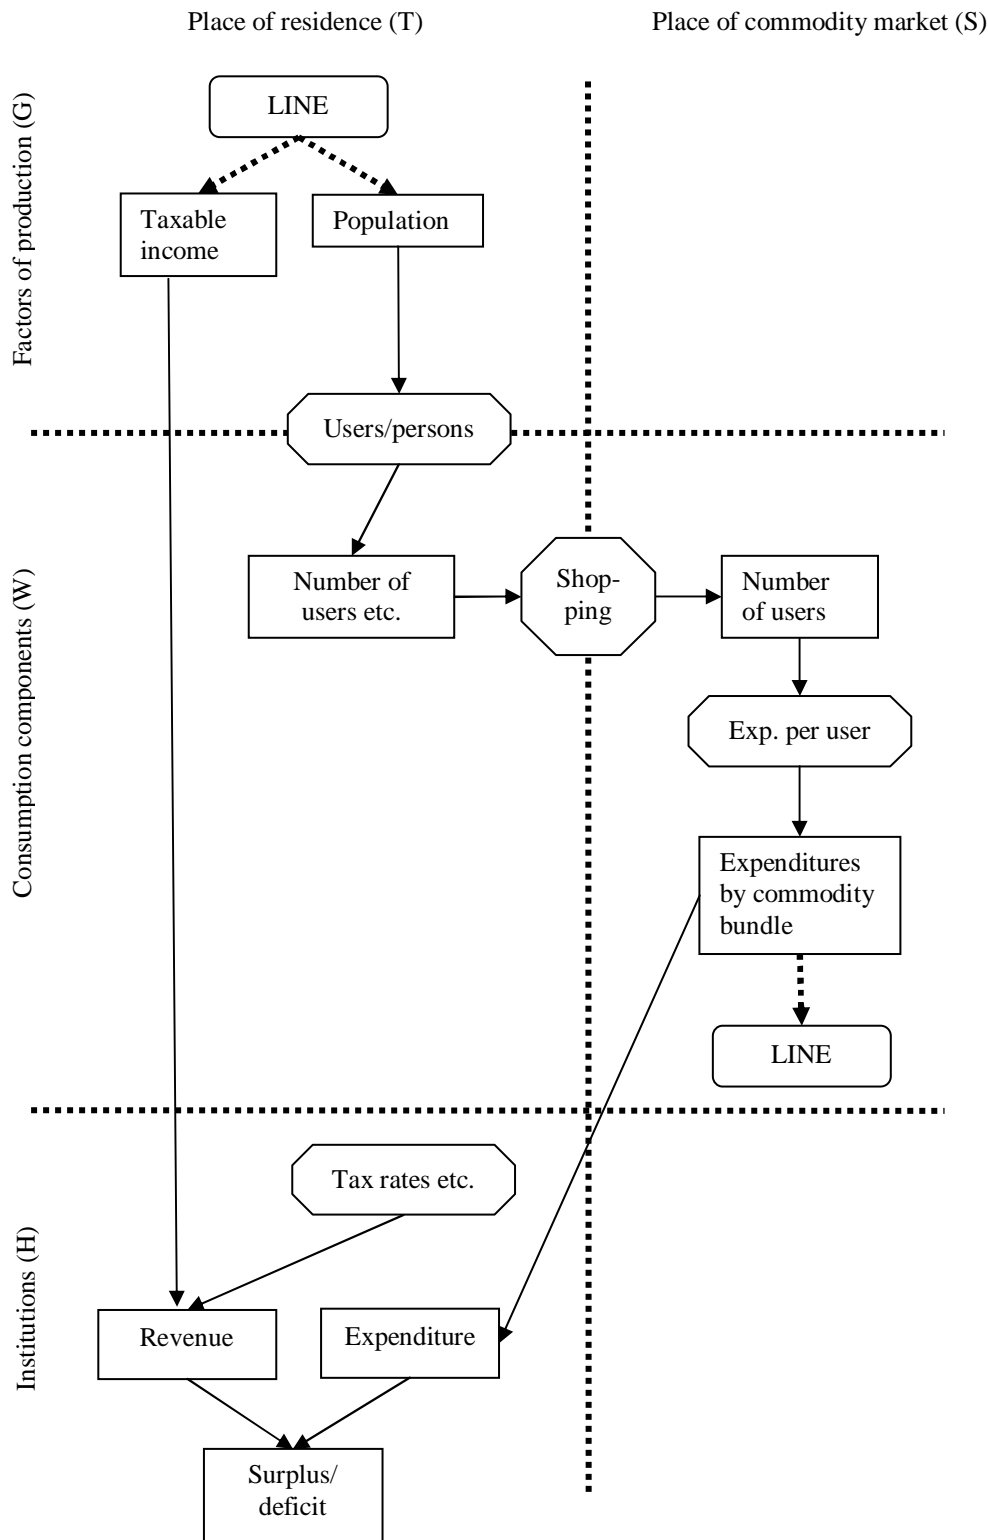 Place of residence (T)
Place of commodity market (S)
Factors of production (G)
LINE
Taxable
income
Population
Users/persons
Consumption components (W)
Number of
users etc.
Shop-
ping
Number
of users
Exp. per user
Expenditures
by commodity
bundle
LINE
Institutions (H)
Tax rates etc.
Revenue
Expenditure
Surplus/
deficit